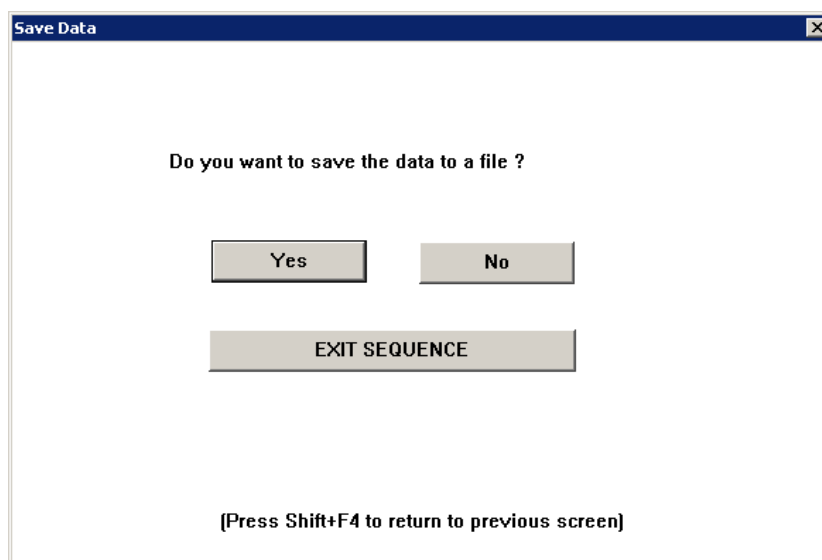 Save Data
Do you want to save the data to a file ?
Yes
No
EXIT SEQUENCE
(Press Shift+F4 to return to previous screen)